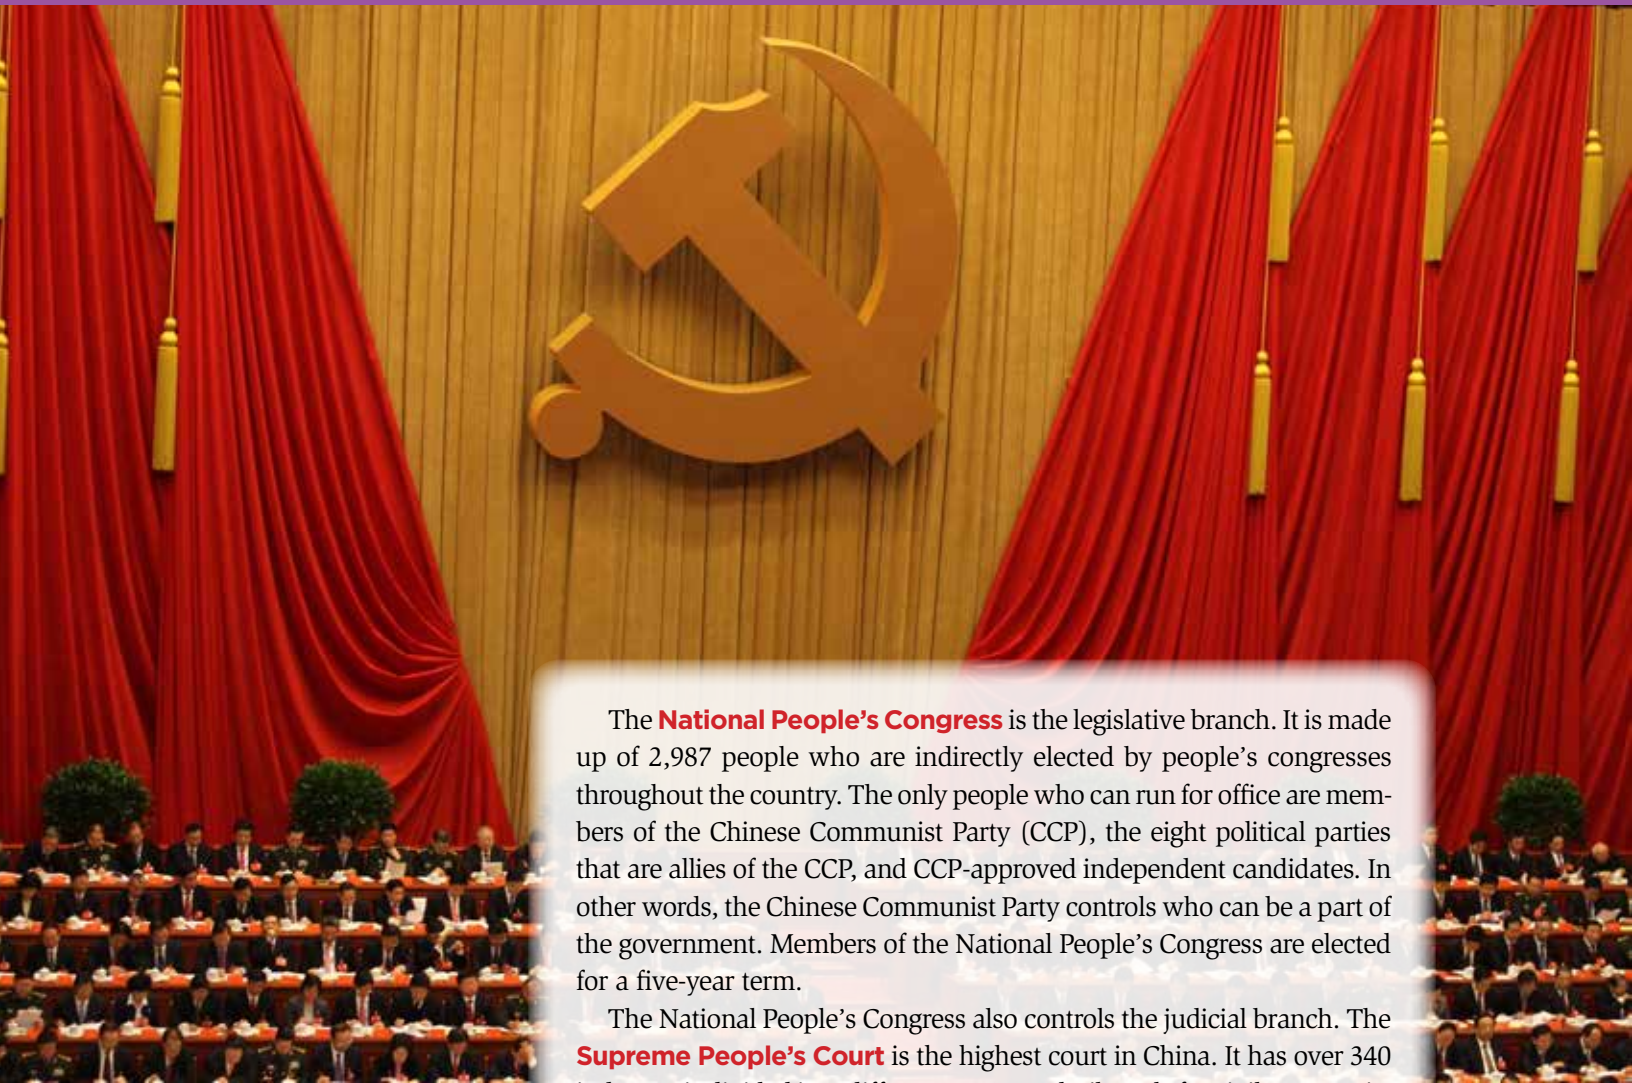 The National People’s Congress is the legislative branch. It is made
up of 2,987 people who are indirectly elected by people’s congresses
throughout the country. The only people who can run for office are mem-
bers of the Chinese Communist Party (CCP), the eight political parties
that are allies of the CCP, and CCP-approved independent candidates. In
other words, the Chinese Communist Party controls who can be a part of
the government. Members of the National People’s Congress are elected
for a five-year term.
The National People’s Congress also controls the judicial branch. The
Supreme People’s Court is the highest court in China. It has over 340